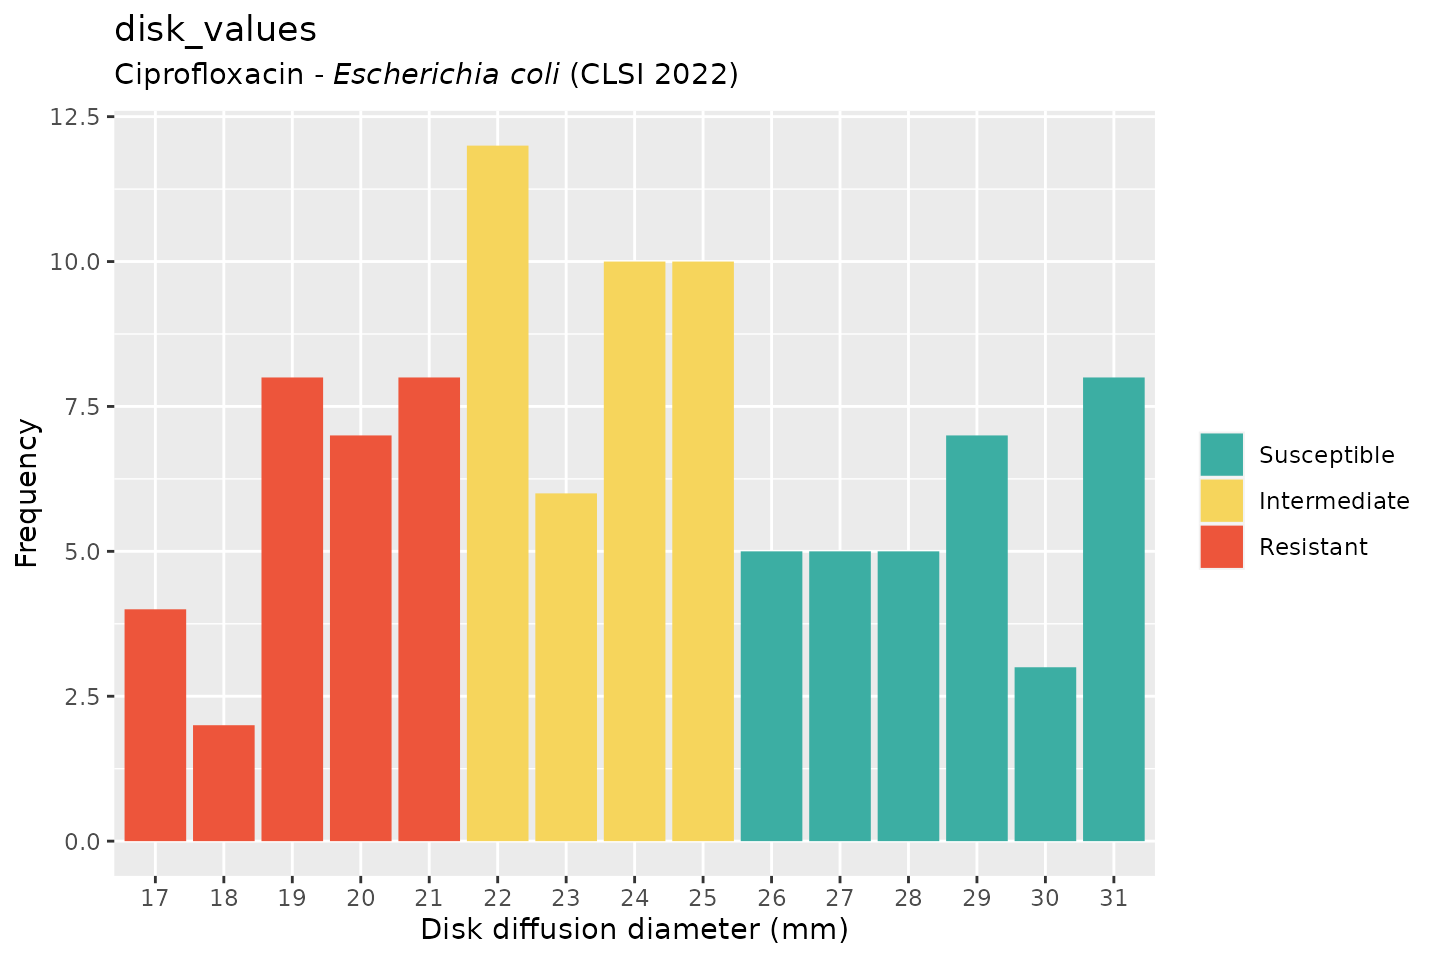 disk_values
Ciprofloxacin - Escherichia coli (CLSI 2022)
12.5
10.0
7.5
5.0
2.5
0.0
Frequency
17 18 19 20 21 22 23 24 25 26 27 28 29 30 31
Disk diffusion diameter (mm)
Susceptible
Intermediate
Resistant